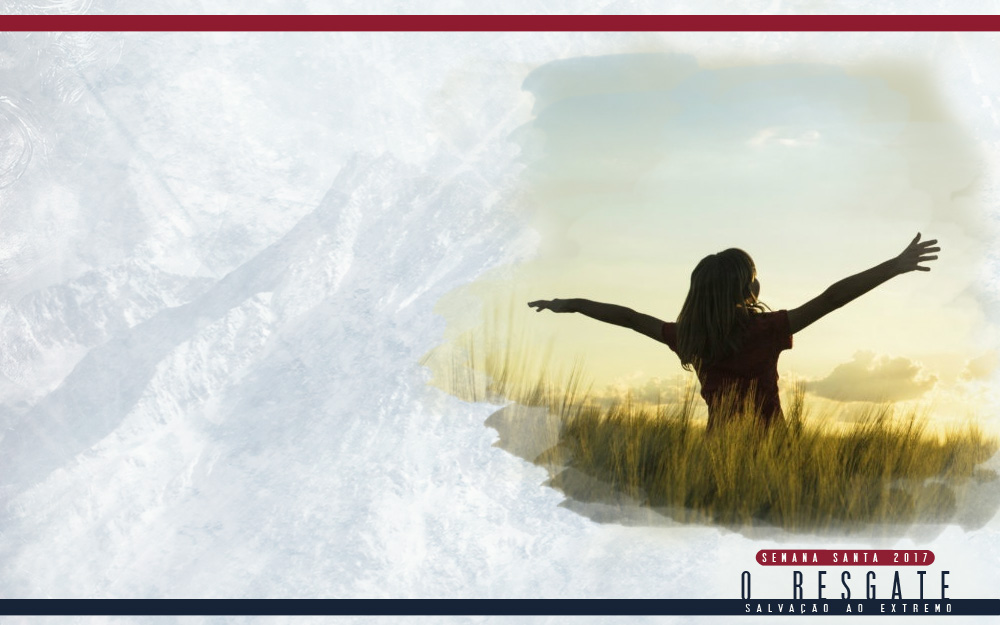 SEMANA SANTA 2017
O RESGATE
SALVAÇÃO AO EXTREMO